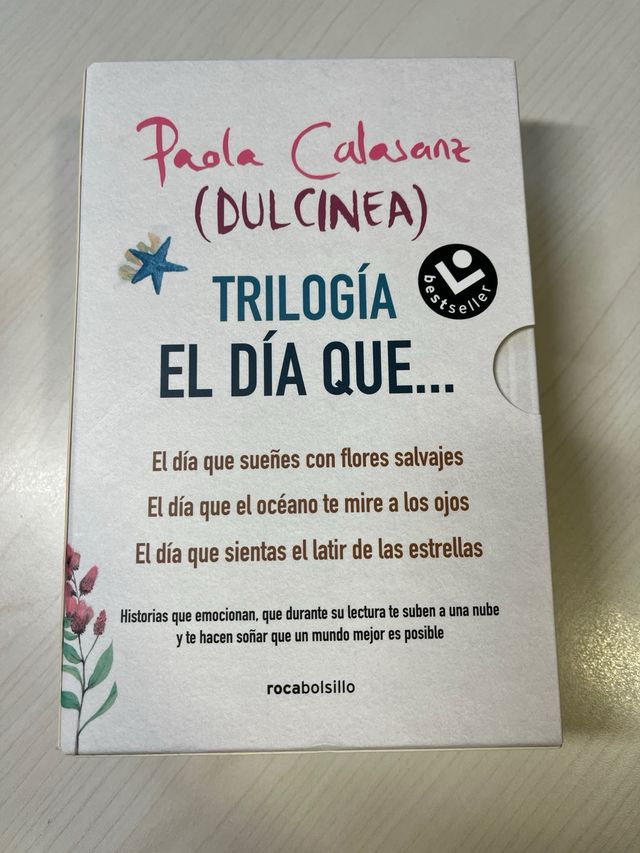 Paola Calasanz
(DULCINEA)
bestseller
TRILOGÍA
EL DÍA QUE...
El día que sueñes con flores salvajes
El día que el océano te mire a los ojos
El día que sientas el latir de las estrellas
Historias que emocionan, que durante su lectura te suben a una nube
y te hacen soñar que un mundo mejor es posible
rocabolsillo